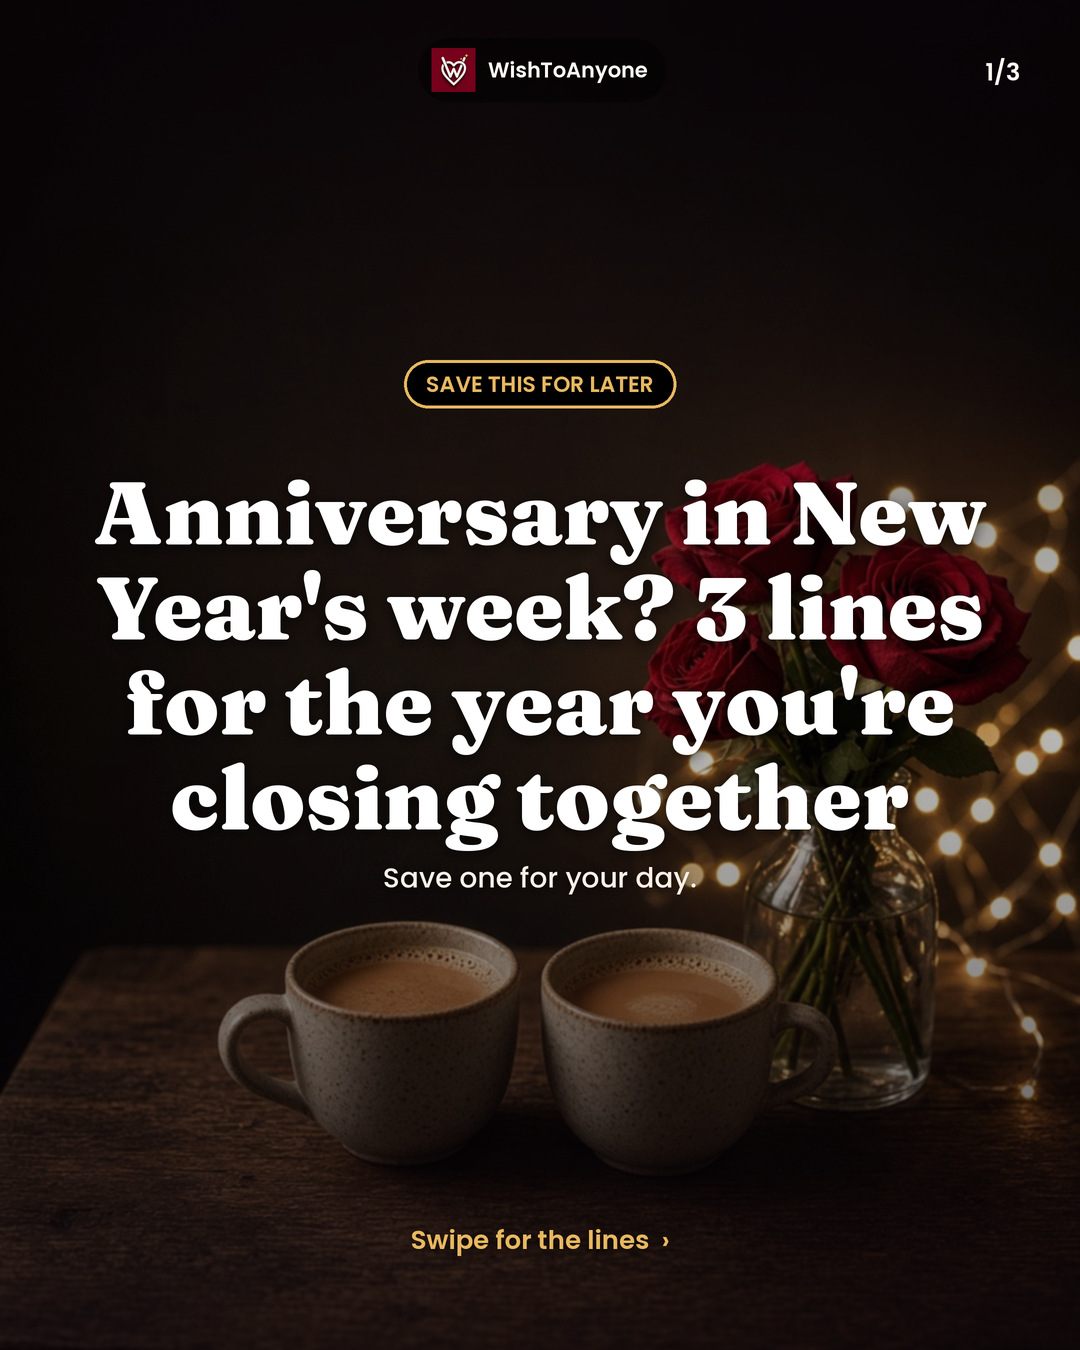 WishToAnyone
1/3
SAVE THIS FOR LATER
Anniversary in New
Year's week? 3 lines
for the year you're
closing together
Save one for your day.
Swipe for the lines ›